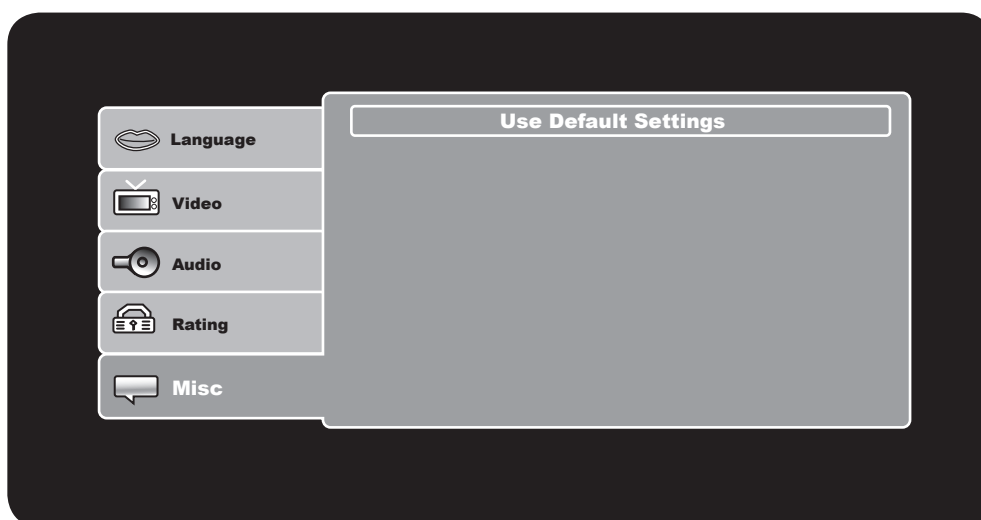 Language
Video
Audio
Rating
Misc
Use Default Settings